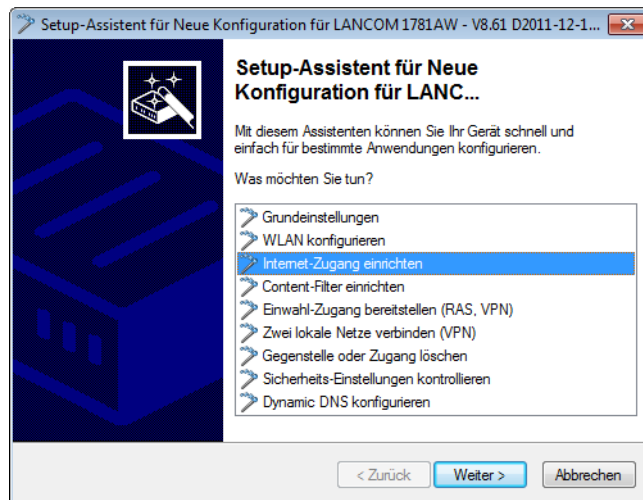 Setup-Assistent für Neue Konfiguration für LANCOM 1781AW - V8.61 D2011-12-1...
Setup-Assistent für Neue
Konfiguration für LANC...
Mit diesem Assistenten können Sie Ihr Gerät schnell und
einfach für bestimmte Anwendungen konfigurieren.
Was möchten Sie tun?
Grundeinstellungen
WLAN konfigurieren
Internet-Zugang einrichten
Content-Filter einrichten
Einwahl-Zugang bereitstellen (RAS, VPN)
Zwei lokale Netze verbinden (VPN)
Gegenstelle oder Zugang löschen
Sicherheits-Einstellungen kontrollieren
Dynamic DNS konfigurieren
< Zurück
Weiter >
Abbrechen